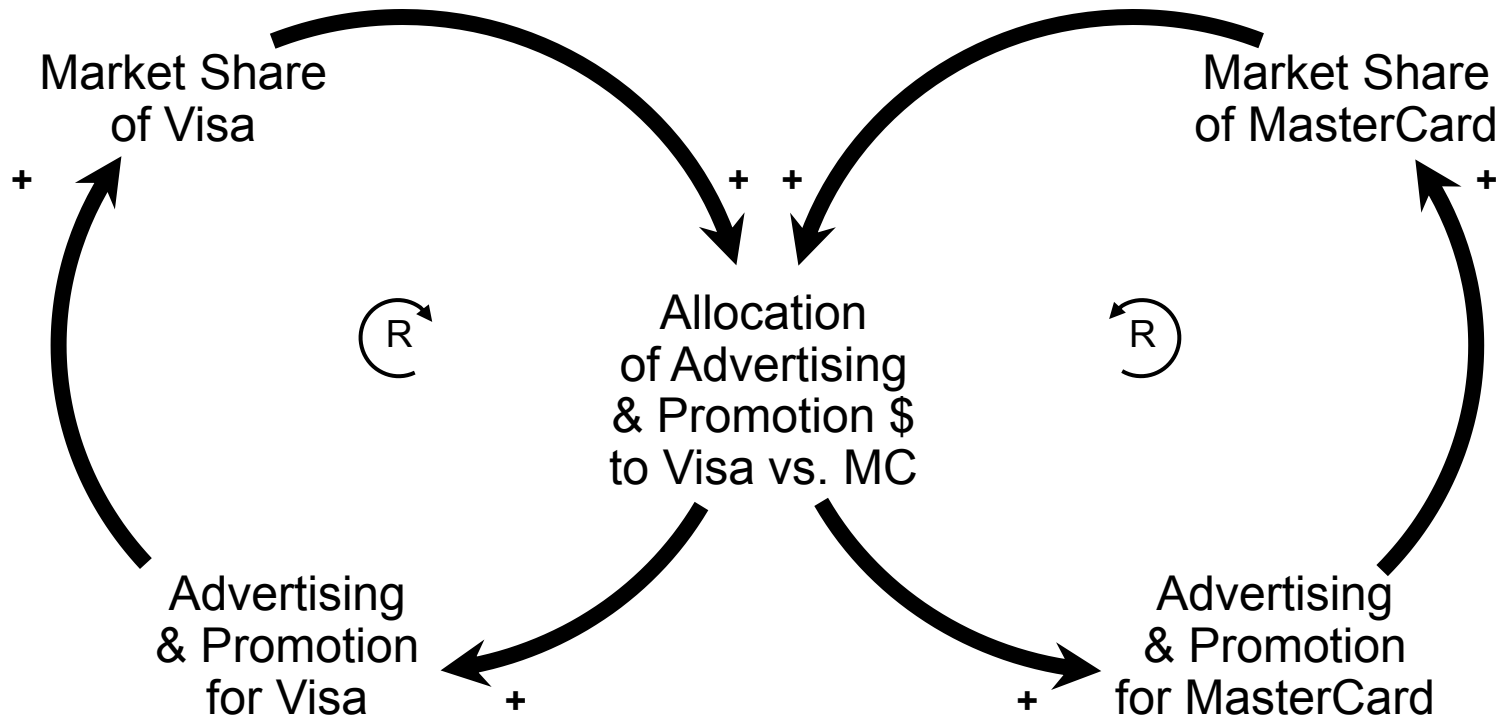 Market Share
of Visa
+
Market Share
of MasterCard
+
+
+
R
Allocation
of Advertising
& Promotion $
to Visa vs. MC
R
Advertising
& Promotion
for Visa
+
Advertising
& Promotion
for MasterCard
+